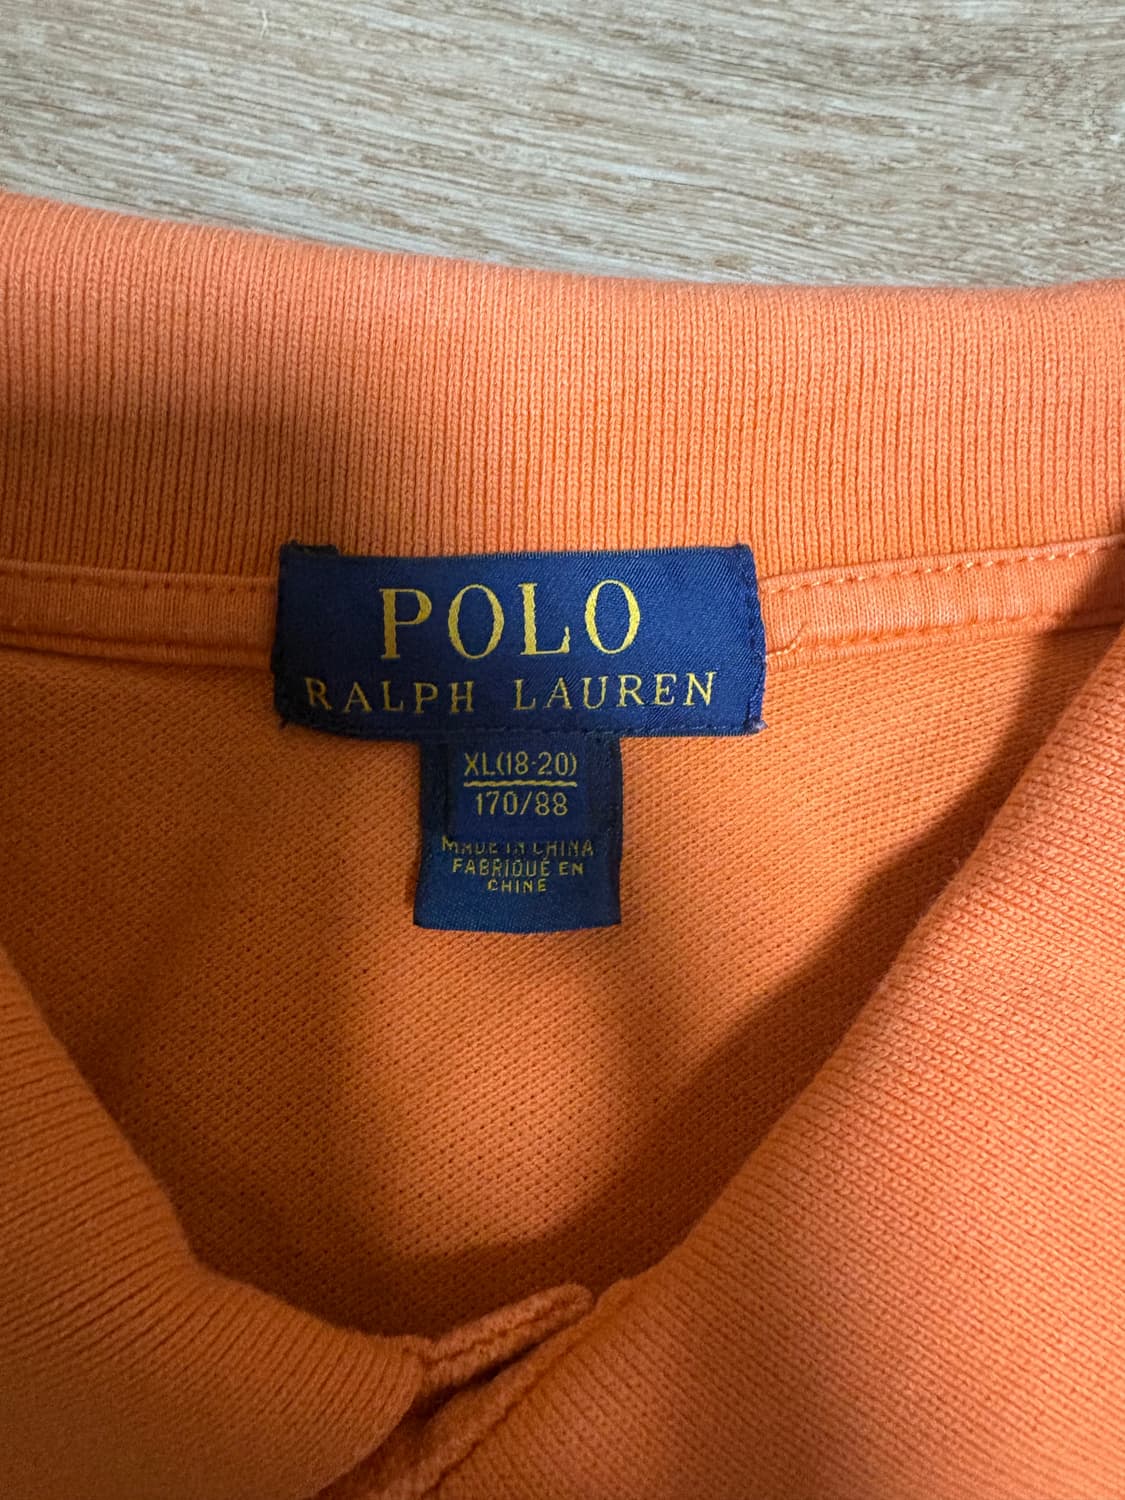 POLO
RALPH LAUREN
XL(18-20)
170/88
MADE IN CHINA
FABRIQUÉ EN
CHINE